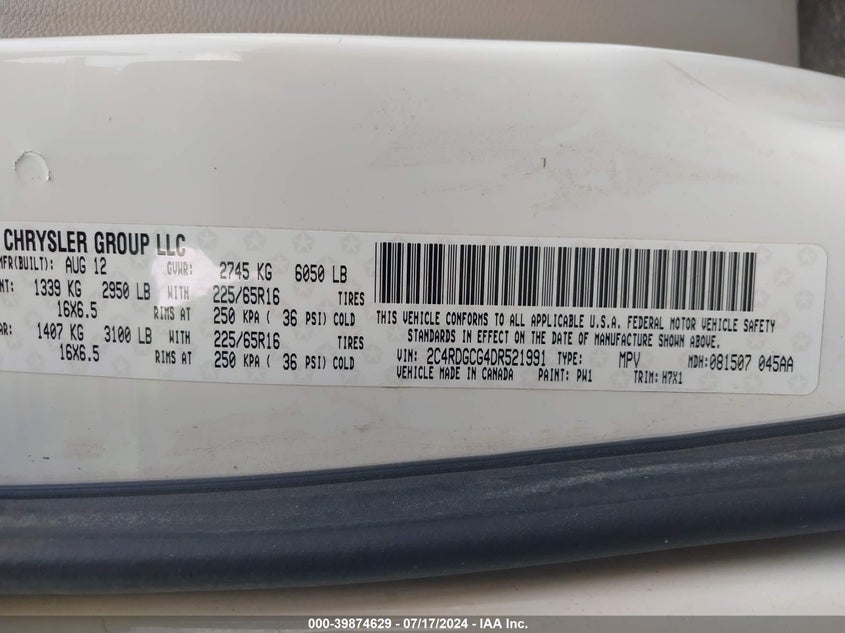 CHRYSLER GROUP LLC
MFR(BUILT): AUG 12 GVWR: 2745 KG 6050 LB
NT: 1339 KG 2950 LB WITH 225/65R16 TIRES
16X6.5 RIMS AT 250 KPA ( 36 PSI) COLD
AR: 1407 KG 3100 LB WITH 225/65R16 TIRES
16X6.5 RIMS AT 250 KPA ( 36 PSI) COLD
THIS VEHICLE CONFORMS TO ALL APPLICABLE U.S.A. FEDERAL MOTOR VEHICLE SAFETY
STANDARDS IN EFFECT ON THE DATE OF MANUFACTURE SHOWN ABOVE.
VIN: 2C4RDGCG4DR521991 TYPE: MPV MDH:081507 045AA
VEHICLE MADE IN CANADA PAINT: PW1 TRIM: H7X1
000-39874629 - 07/17/2024 - IAA Inc.